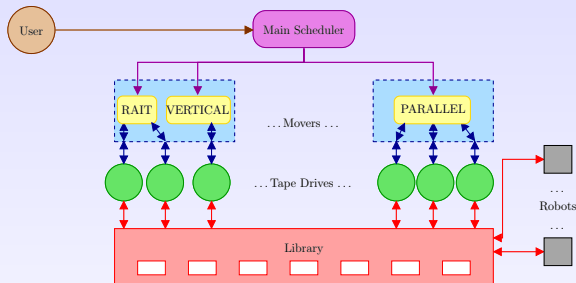 User
Main Scheduler
RAIT
VERTICAL
PARALLEL
...Movers ...
...Tape Drives ...
...
Robots
...
Library